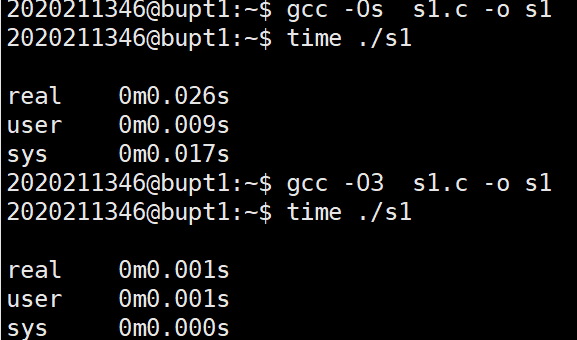 2020211346@bupt1:~$ gcc -Os  s1.c -o s1
2020211346@bupt1:~$ time ./s1
real    0m0.026s
user    0m0.009s
sys     0m0.017s
2020211346@bupt1:~$ gcc -O3  s1.c -o s1
2020211346@bupt1:~$ time ./s1
real    0m0.001s
user    0m0.001s
sys     0m0.000s